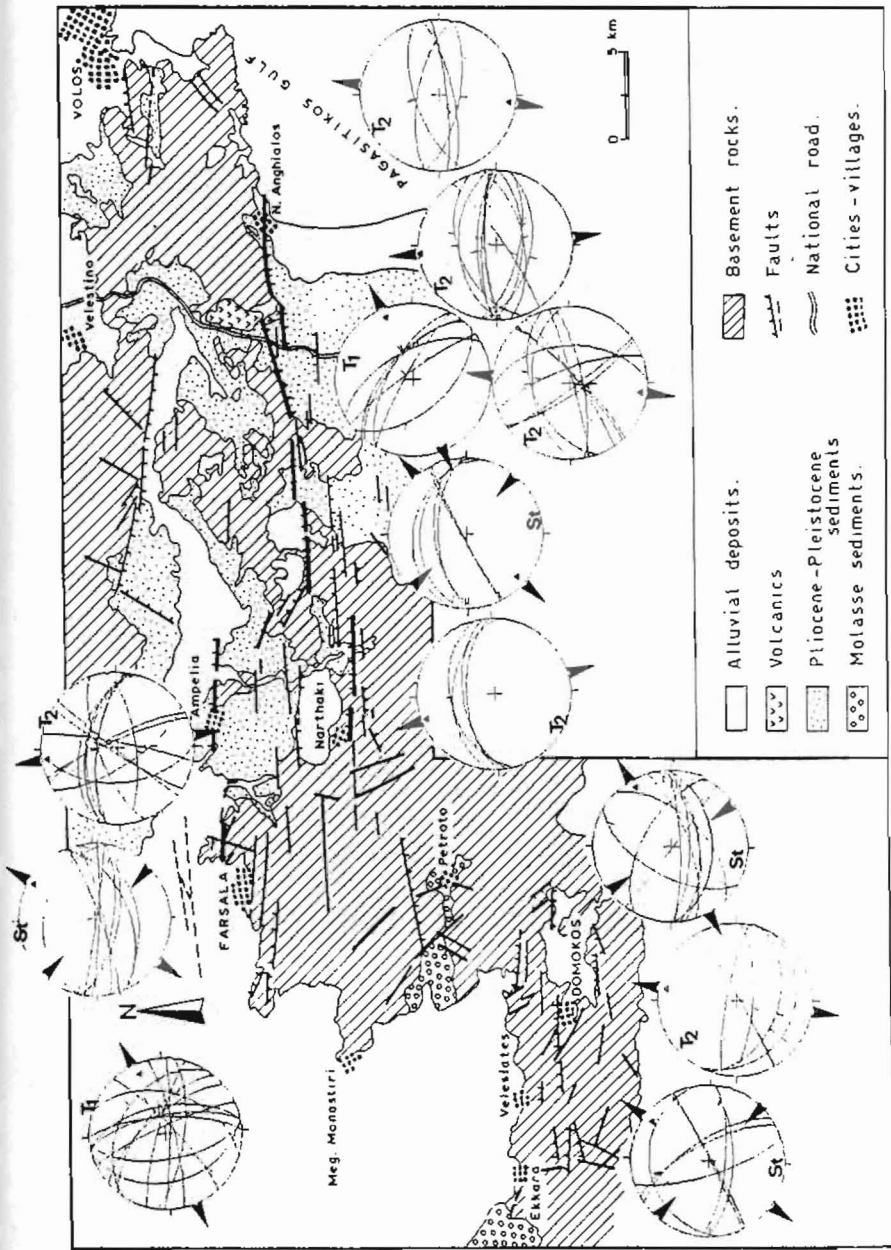 VOLOS
Velestino
PAGASITIKOS GULF
N. Anghialos
Ampelia
Narthaki
FARSALA
Petroto
Meg. Monastiri
DOMOKOS
Velesiotes
Ekkara
N
T1
St
T2
T2
St
T1
T2
T2
T2
St
T2
St
0 5 km
Alluvial deposits.
Volcanics
Pliocene-Pleistocene
sediments
Molasse sediments.
Basement rocks.
Faults
National road.
Cities-villages.